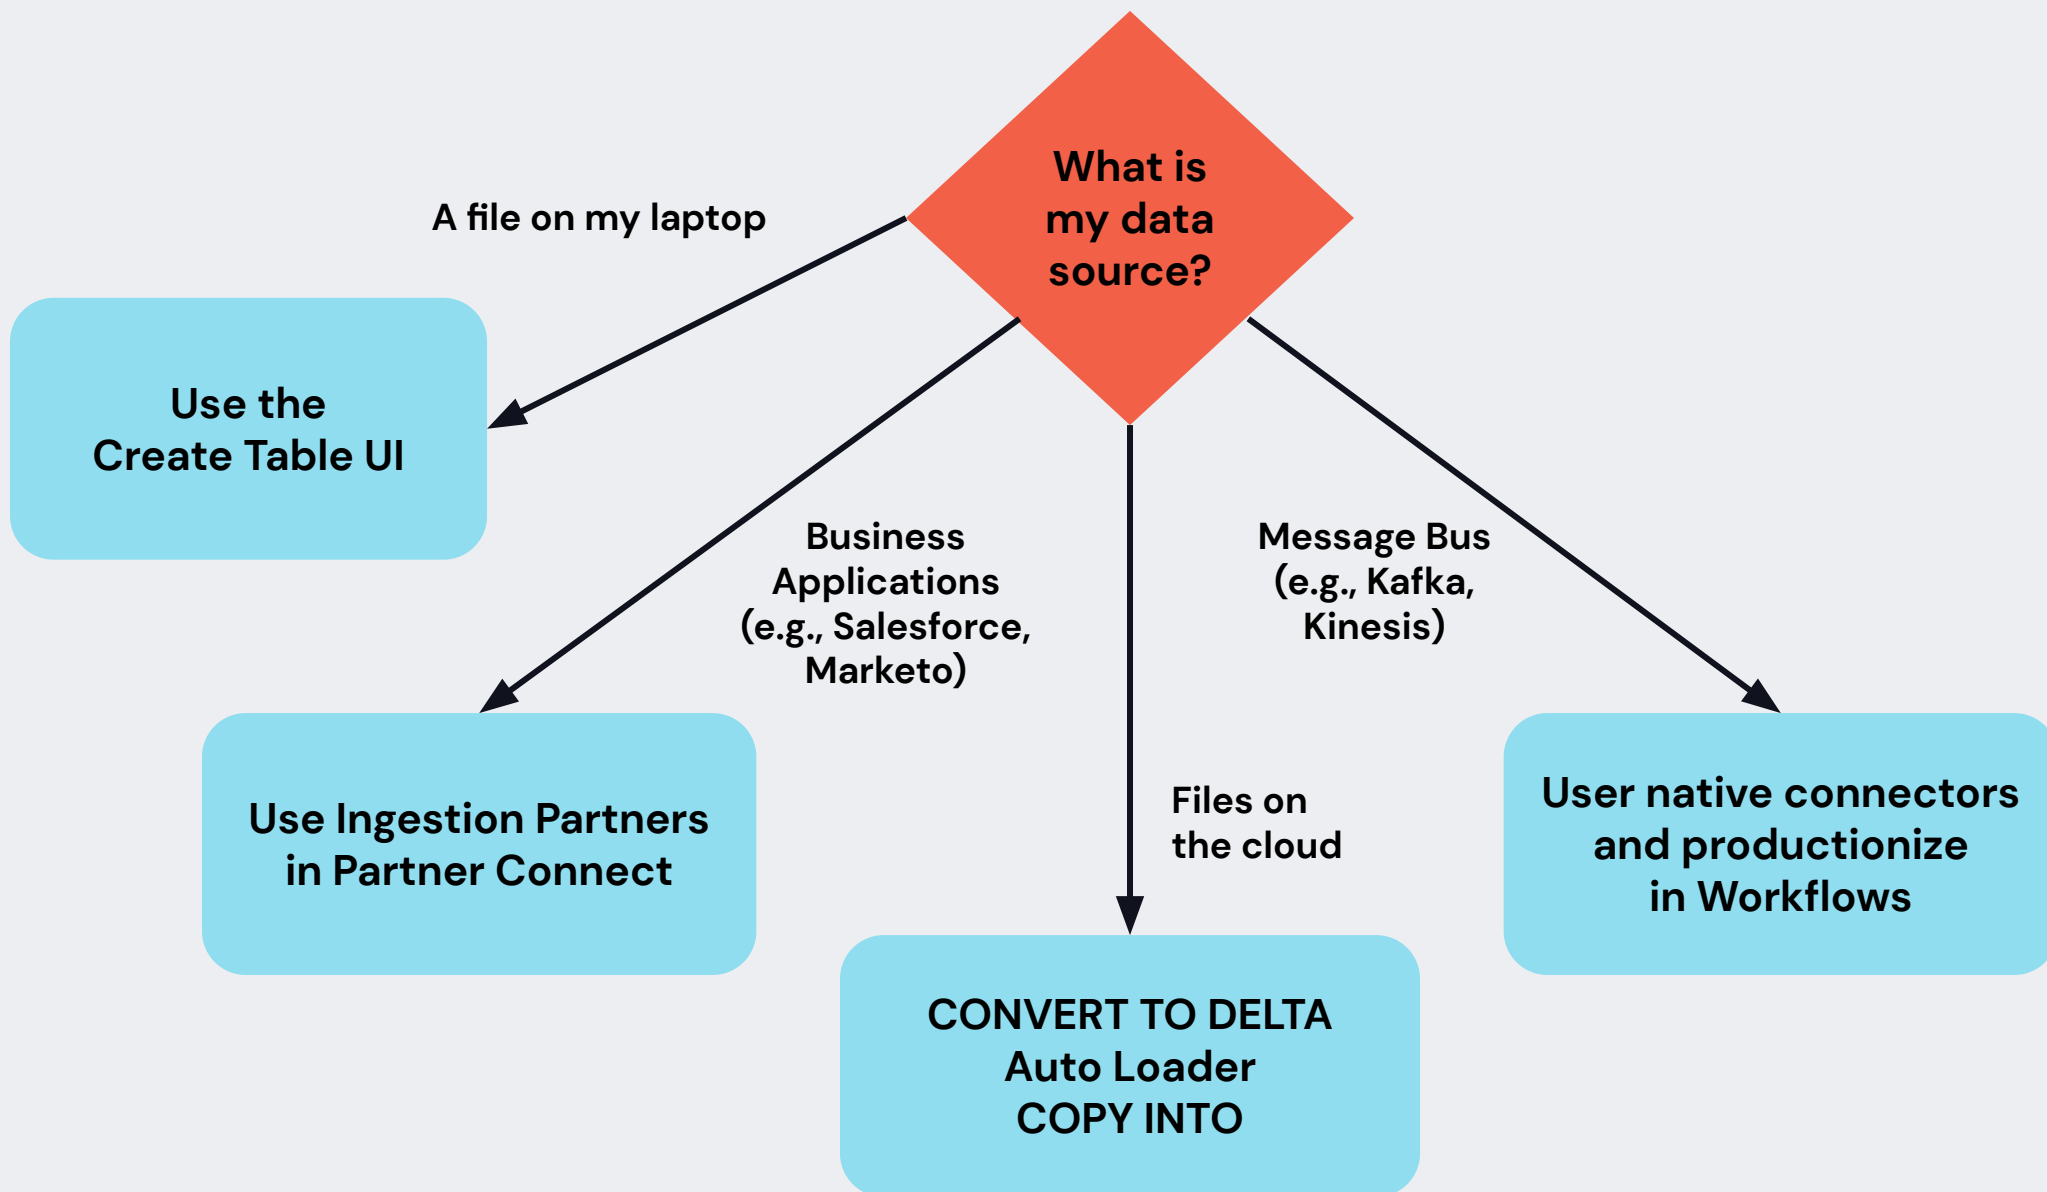 What is
my data
source?
A file on my laptop
Use the
Create Table UI
Business
Applications
(e.g., Salesforce,
Marketo)
Message Bus
(e.g., Kafka,
Kinesis)
Use Ingestion Partners
in Partner Connect
Files on
the cloud
User native connectors
and productionize
in Workflows
CONVERT TO DELTA
Auto Loader
COPY INTO